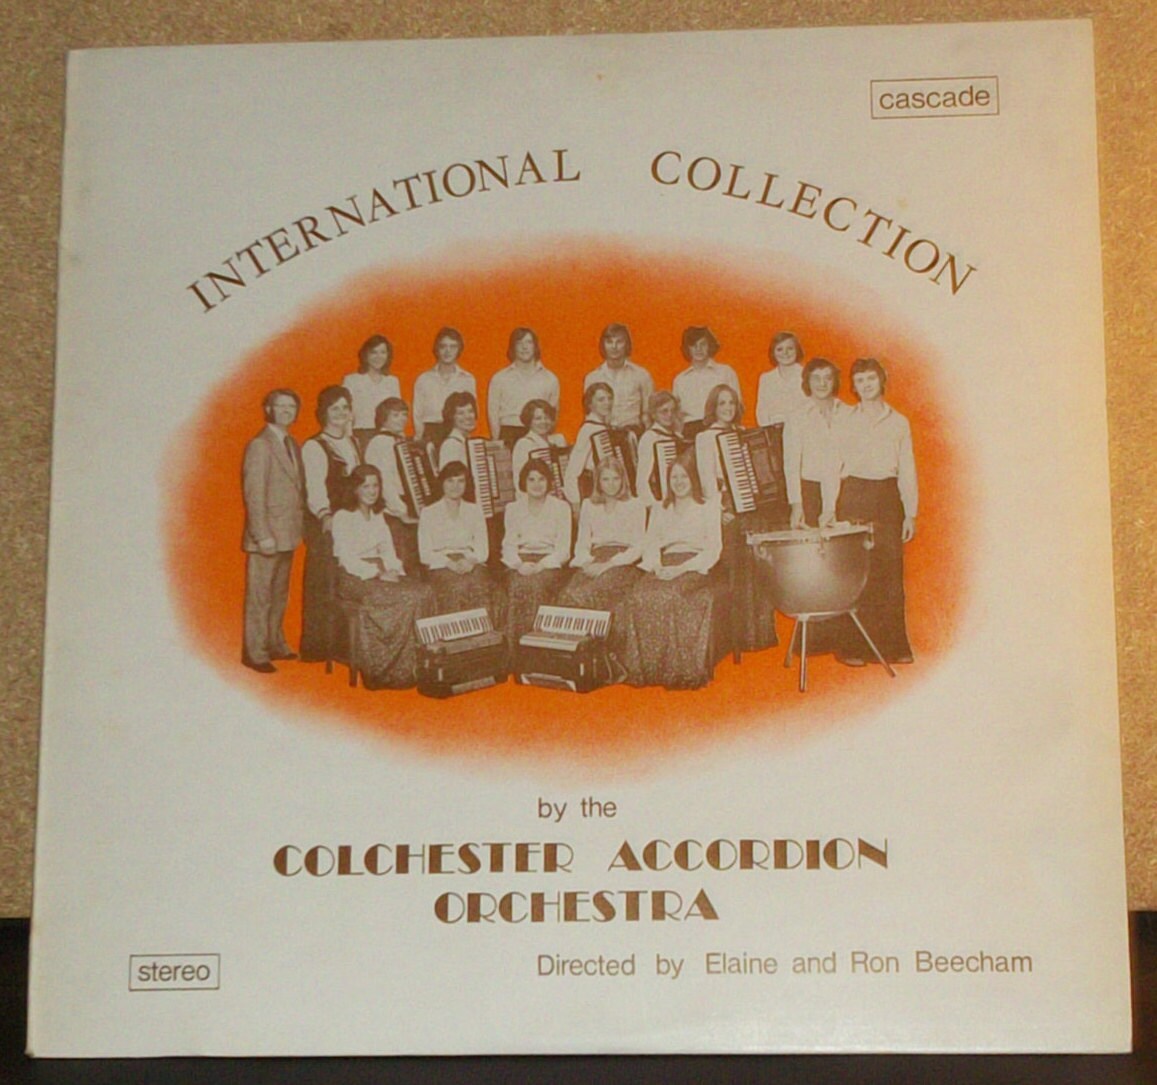 cascade
INTERNATIONAL COLLECTION
by the
COLCHESTER ACCORDION
ORCHESTRA
Directed by Elaine and Ron Beecham
stereo